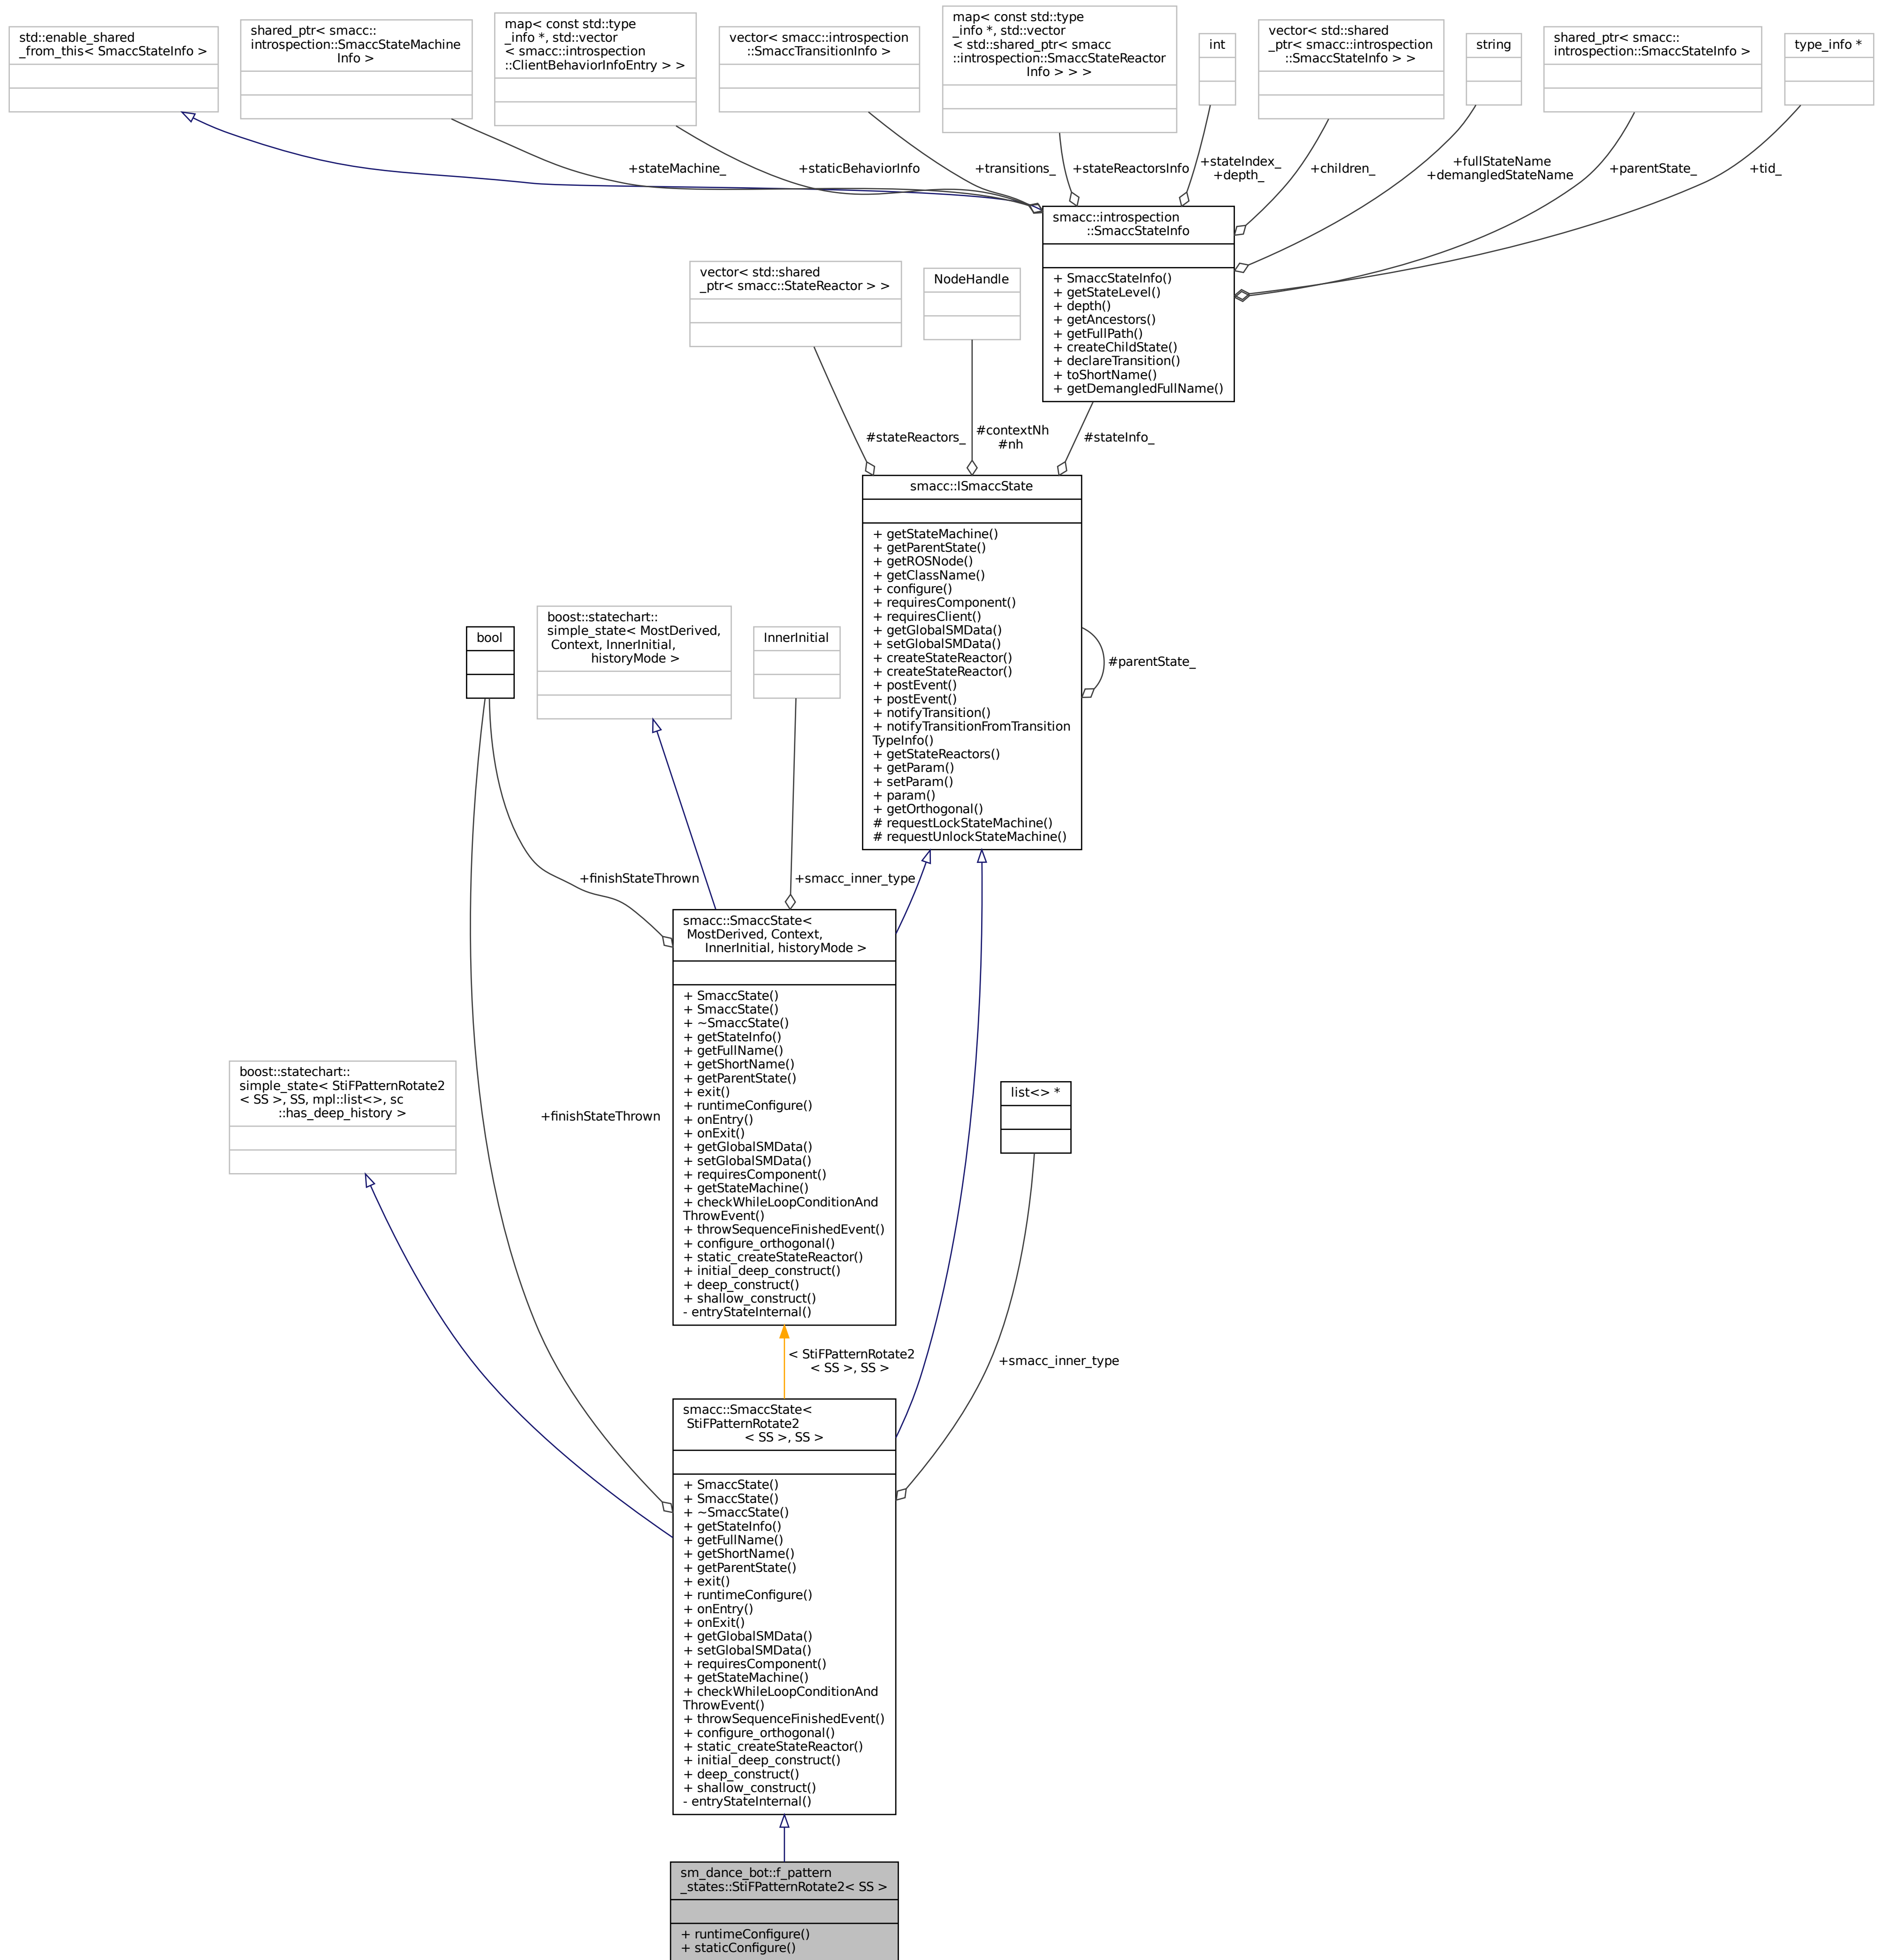 std::enable_shared
_from_this< SmaccStateInfo >
shared_ptr< smacc::
introspection::SmaccStateMachine
Info >
map< const std::type
_info *, std::vector
< smacc::introspection
::ClientBehaviorInfoEntry > >
vector< smacc::introspection
::SmaccTransitionInfo >
map< const std::type
_info *, std::vector
< std::shared_ptr< smacc
::introspection::SmaccStateReactor
Info > > >
int
vector< std::shared
_ptr< smacc::introspection
::SmaccStateInfo > >
string
shared_ptr< smacc::
introspection::SmaccStateInfo >
type_info *
+stateMachine_
+staticBehaviorInfo
+transitions_
+stateReactorsInfo
+stateIndex_
+depth_
+children_
+fullStateName
+demangledStateName
+parentState_
+tid_
smacc::introspection
::SmaccStateInfo
+ SmaccStateInfo()
+ getStateLevel()
+ depth()
+ getAncestors()
+ getFullPath()
+ createChildState()
+ declareTransition()
+ toShortName()
+ getDemangledFullName()
vector< std::shared
_ptr< smacc::StateReactor > >
NodeHandle
#stateReactors_
#contextNh
#nh
#stateInfo_
smacc::ISmaccState
+ getStateMachine()
+ getParentState()
+ getROSNode()
+ getClassName()
+ configure()
+ requiresComponent()
+ requiresClient()
+ getGlobalSMData()
+ setGlobalSMData()
+ createStateReactor()
+ createStateReactor()
+ postEvent()
+ postEvent()
+ notifyTransition()
+ notifyTransitionFromTransition
TypeInfo()
+ getStateReactors()
+ getParam()
+ setParam()
+ param()
+ getOrthogonal()
# requestLockStateMachine()
# requestUnlockStateMachine()
#parentState_
bool
boost::statechart::
simple_state< MostDerived,
Context, InnerInitial,
historyMode >
InnerInitial
+finishStateThrown
+smacc_inner_type
smacc::SmaccState<
MostDerived, Context,
InnerInitial, historyMode >
+ SmaccState()
+ SmaccState()
+ ~SmaccState()
+ getStateInfo()
+ getFullName()
+ getShortName()
+ getParentState()
+ exit()
+ runtimeConfigure()
+ onEntry()
+ onExit()
+ getGlobalSMData()
+ setGlobalSMData()
+ requiresComponent()
+ getStateMachine()
+ checkWhileLoopConditionAnd
ThrowEvent()
+ throwSequenceFinishedEvent()
+ configure_orthogonal()
+ static_createStateReactor()
+ initial_deep_construct()
+ deep_construct()
+ shallow_construct()
- entryStateInternal()
boost::statechart::
simple_state< StiFPatternRotate2
< SS >, SS, mpl::list<>, sc
::has_deep_history >
+finishStateThrown
list<> *
< StiFPatternRotate2
< SS >, SS >
+smacc_inner_type
smacc::SmaccState<
StiFPatternRotate2
< SS >, SS >
+ SmaccState()
+ SmaccState()
+ ~SmaccState()
+ getStateInfo()
+ getFullName()
+ getShortName()
+ getParentState()
+ exit()
+ runtimeConfigure()
+ onEntry()
+ onExit()
+ getGlobalSMData()
+ setGlobalSMData()
+ requiresComponent()
+ getStateMachine()
+ checkWhileLoopConditionAnd
ThrowEvent()
+ throwSequenceFinishedEvent()
+ configure_orthogonal()
+ static_createStateReactor()
+ initial_deep_construct()
+ deep_construct()
+ shallow_construct()
- entryStateInternal()
sm_dance_bot::f_pattern
_states::StiFPatternRotate2< SS >
+ runtimeConfigure()
+ staticConfigure()